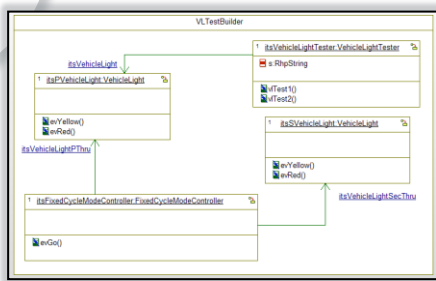 VLTestBuilder
itsVehicleLight
1 itsVehicleLightTester:VehicleLightTester
s:RhpString
vlTest1()
vlTest2()
1 itsPVehicleLight:VehicleLight
evYellow()
evRed()
itsVehicleLightPThru
1 itsSVehicleLight:VehicleLight
evYellow()
evRed()
itsVehicleLightSecThru
1 itsFixedCycleModeController:FixedCycleModeController
evGo()